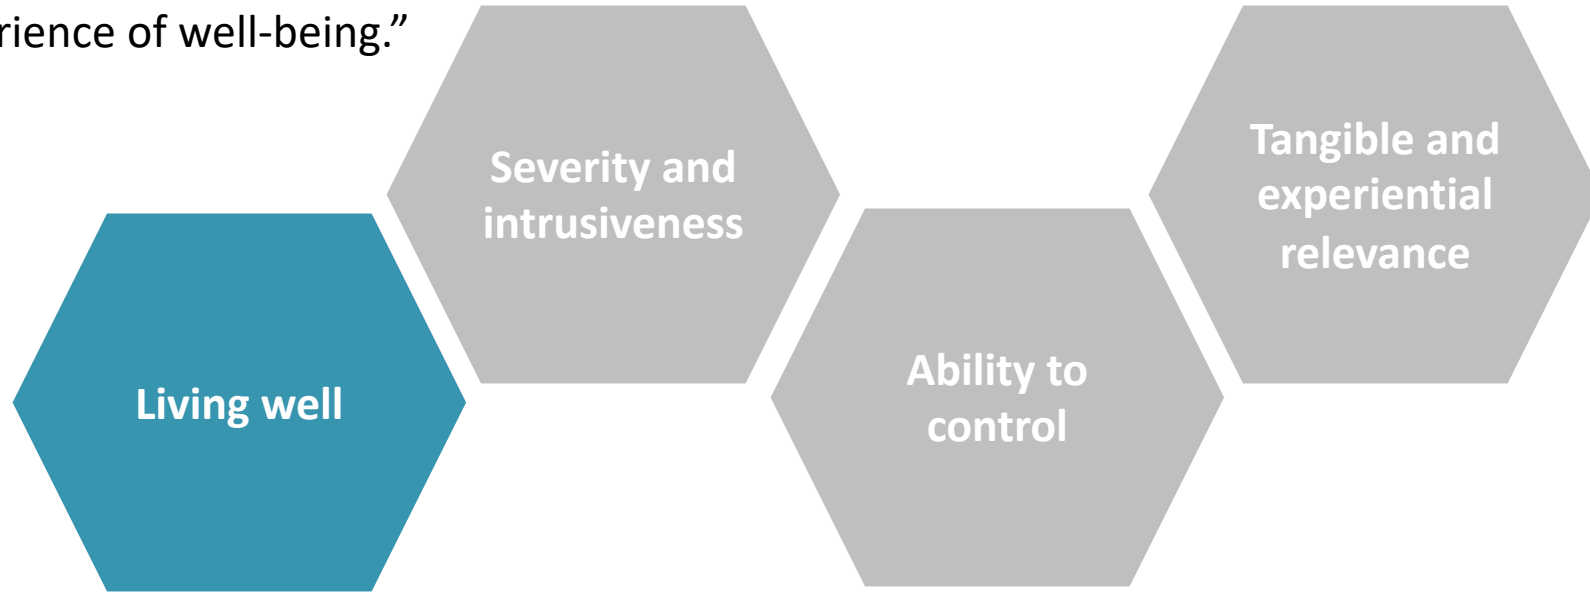 rience of well-being.”
Severity and
intrusiveness
Tangible and
experiential
relevance
Living well
Ability to
control